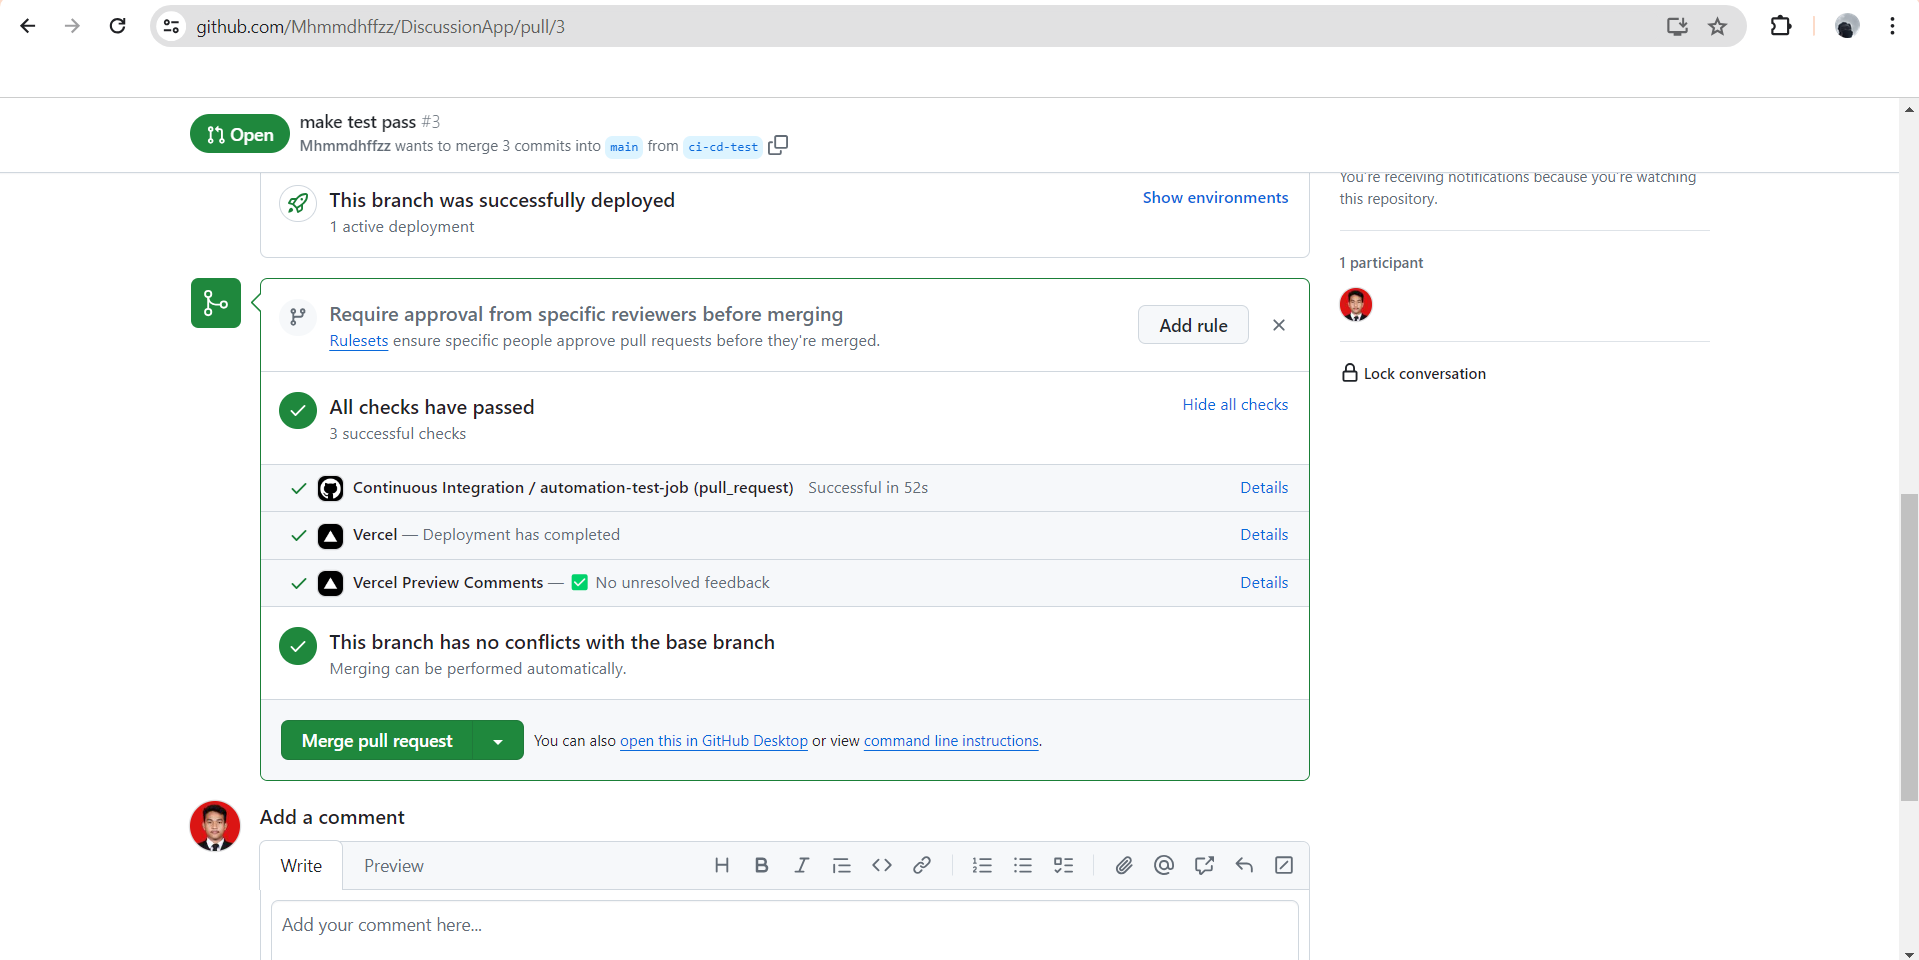 github.com/Mhmmdhffzz/DiscussionApp/pull/3
Open
make test pass #3
Mhmmdhffzz wants to merge 3 commits into main from ci-cd-test
This branch was successfully deployed
1 active deployment
Show environments
Require approval from specific reviewers before merging
Rulesets ensure specific people approve pull requests before they're merged.
Add rule
All checks have passed
3 successful checks
Hide all checks
Continuous Integration / automation-test-job (pull_request) Successful in 52s Details
Vercel — Deployment has completed Details
Vercel Preview Comments — ✅ No unresolved feedback Details
This branch has no conflicts with the base branch
Merging can be performed automatically.
Merge pull request
You can also open this in GitHub Desktop or view command line instructions.
Add a comment
Write Preview
Add your comment here...
You're receiving notifications because you're watching
this repository.
1 participant
Lock conversation